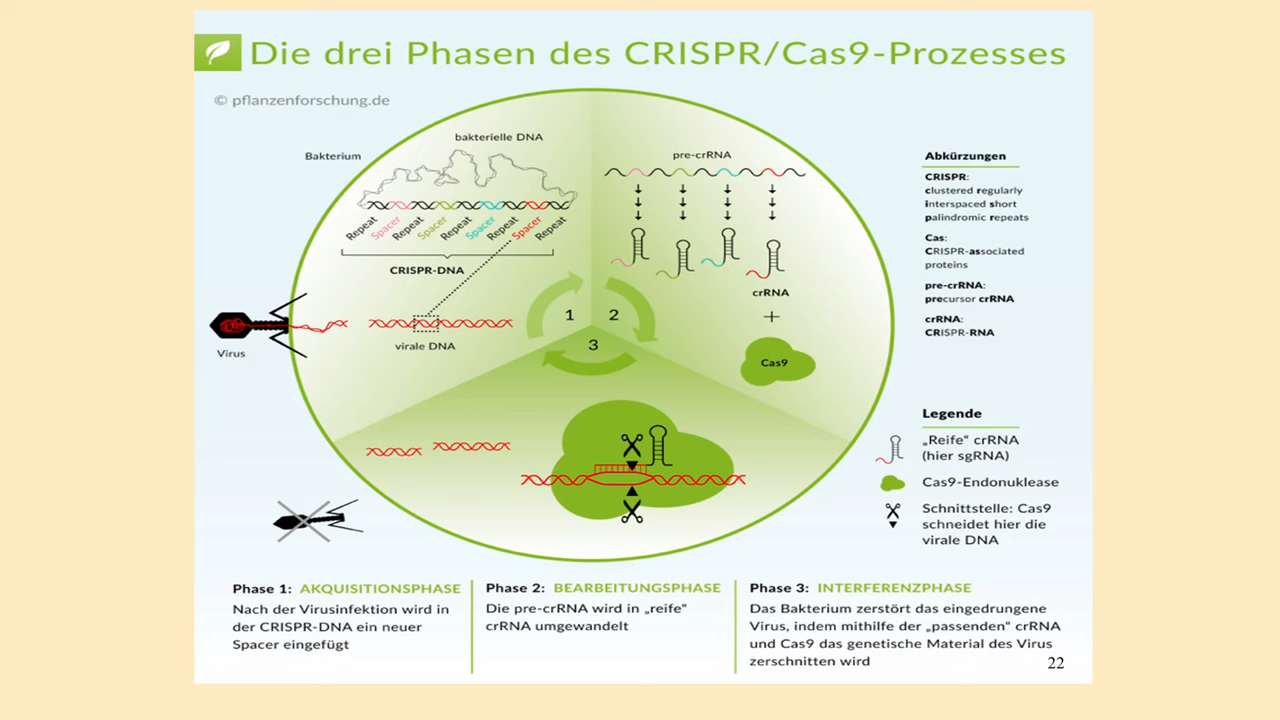 Die drei Phasen des CRISPR/Cas9-Prozesses
© pflanzenforschung.de
bakterielle DNA
Bakterium
Repeat
Spacer
Repeat
Spacer
Repeat
Spacer
Repeat
Spacer
Repeat
CRISPR-DNA
Virus
virale DNA
pre-crRNA
crRNA
+
Cas9
1
2
3
Abkürzungen
CRISPR:
clustered regularly
interspaced short
palindromic repeats
Cas:
CRISPR-associated
proteins
pre-crRNA:
precursor crRNA
crRNA:
CRISPR-RNA
Legende
„Reife“ crRNA
(hier sgRNA)
Cas9-Endonuklease
Schnittstelle: Cas9
schneidet hier die
virale DNA
Phase 1: AKQUISITIONSPHASE
Nach der Virusinfektion wird in
der CRISPR-DNA ein neuer
Spacer eingefügt
Phase 2: BEARBEITUNGSPHASE
Die pre-crRNA wird in „reife“
crRNA umgewandelt
Phase 3: INTERFERENZPHASE
Das Bakterium zerstört das eingedrungene
Virus, indem mithilfe der „passenden“ crRNA
und Cas9 das genetische Material des Virus
zerschnitten wird
22